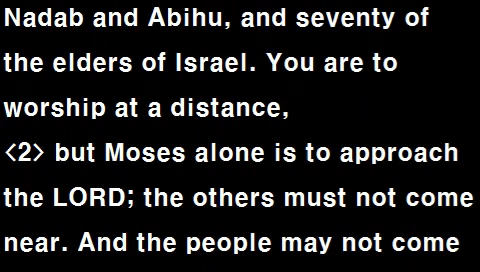 Nadab and Abihu, and seventy of
the elders of Israel. You are to
worship at a distance,
<2> but Moses alone is to approach
the LORD; the others must not come
near. And the people may not come